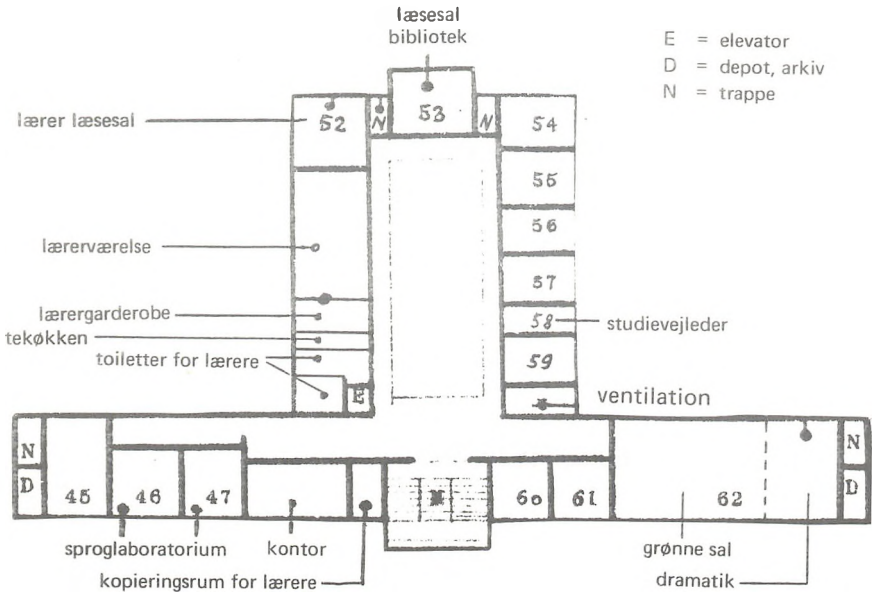 læsesal
bibliotek
E = elevator
D = depot, arkiv
N = trappe
lærer læsesal
52
N
53
N
54
55
56
lærerværelse
57
lærergarderobe
58
studievejleder
tekøkken
toiletter for lærere
59
E
ventilation
N
N
D
45
46
47
N
60
61
62
D
sproglaboratorium
kontor
grønne sal
kopieringsrum for lærere
dramatik